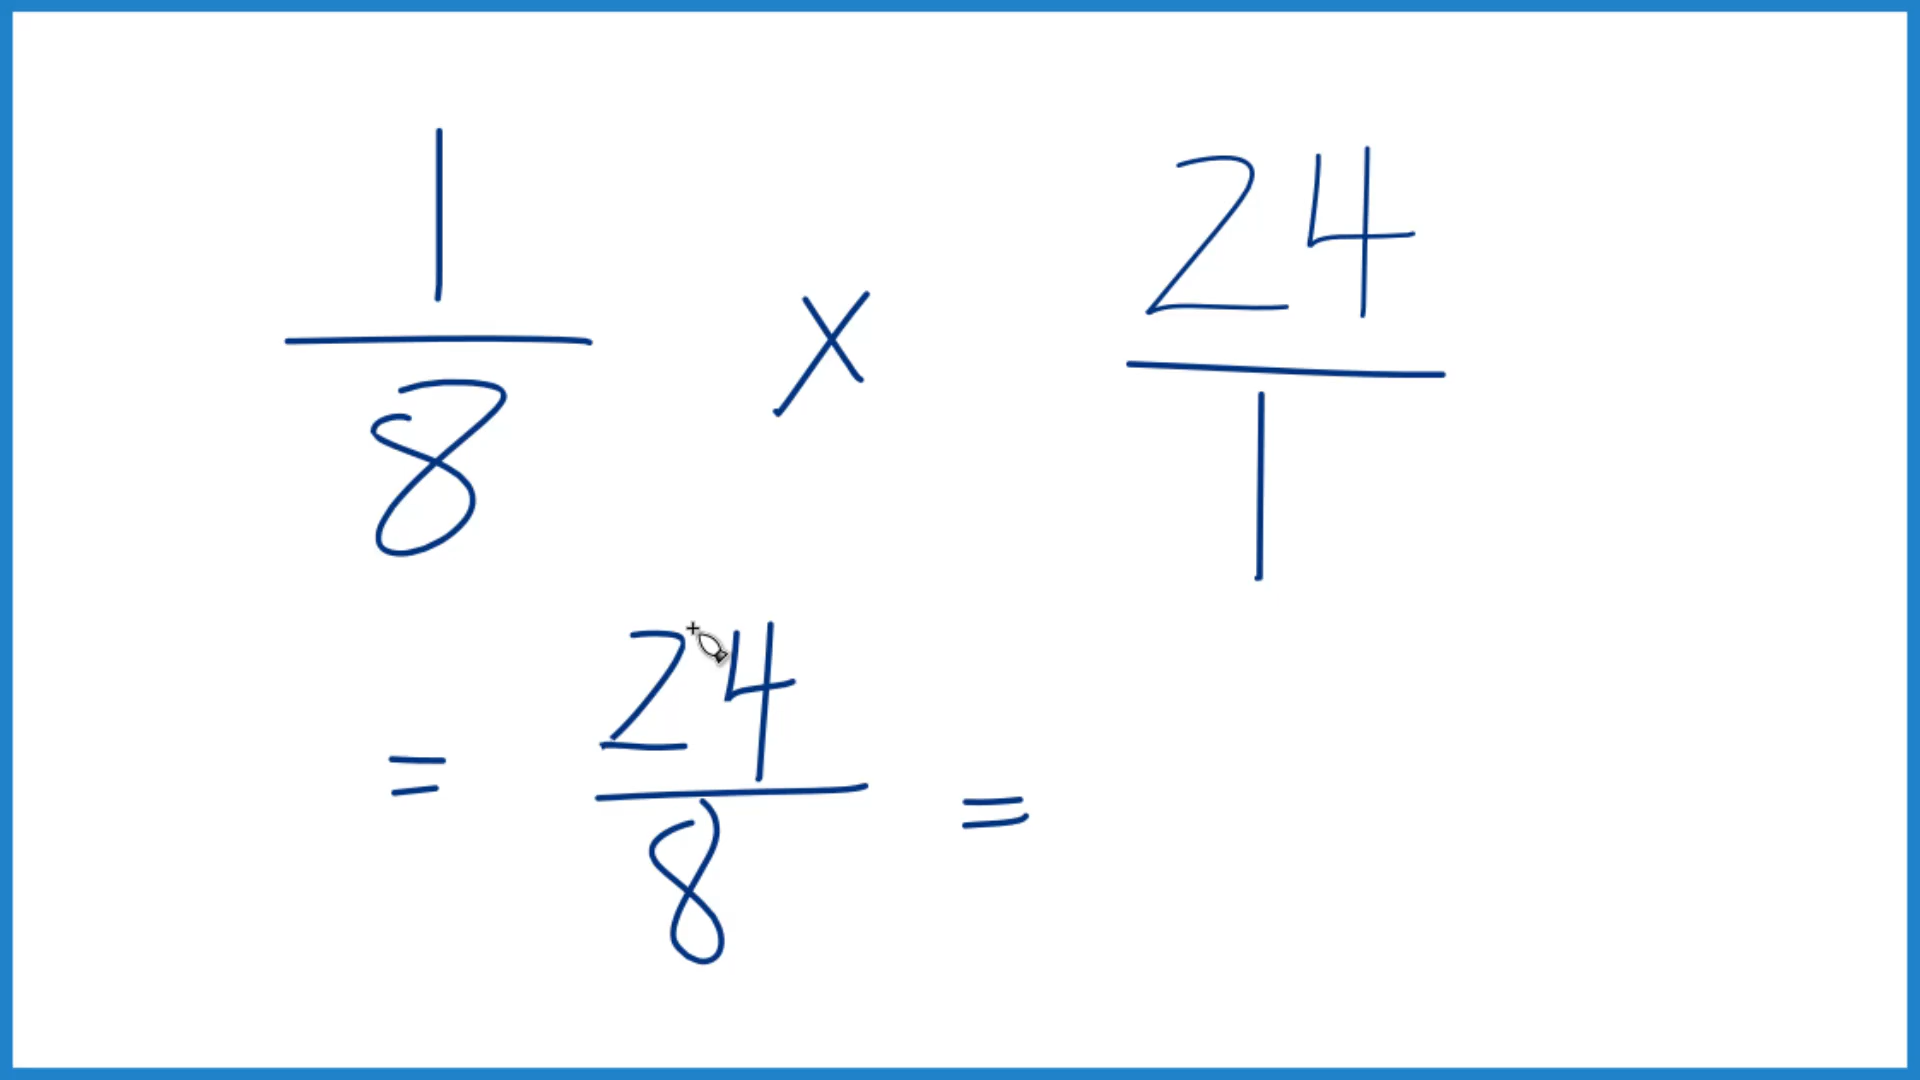 1/8 x 24/1
= 24/8 =